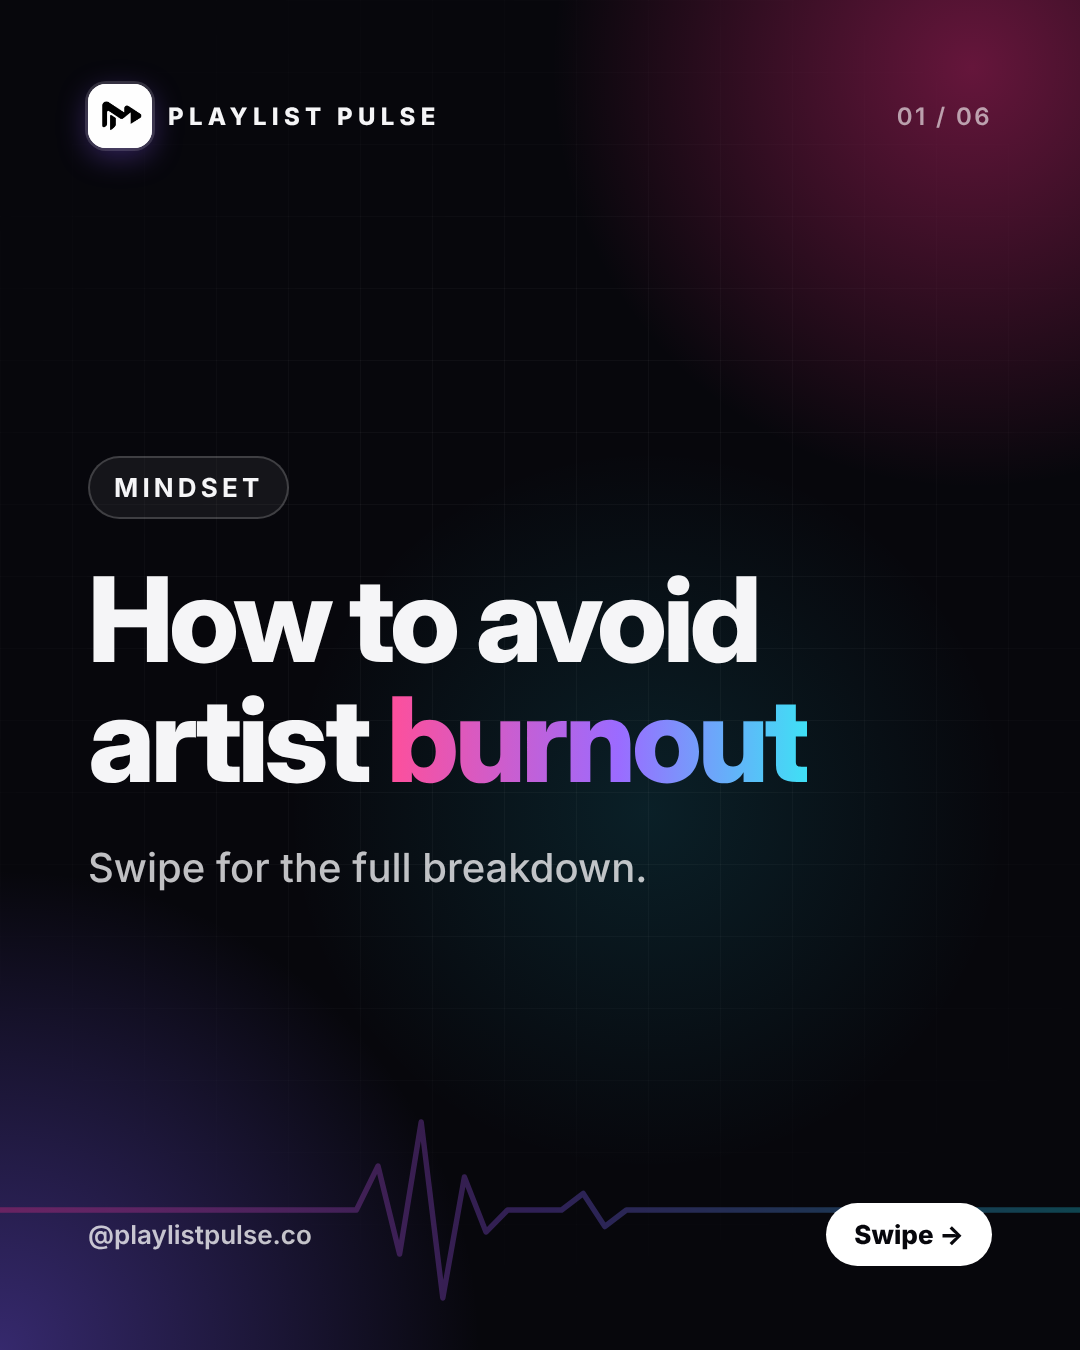 PLAYLIST PULSE
01 / 06
MINDSET
How to avoid
artist burnout
Swipe for the full breakdown.
@playlistpulse.co
Swipe →